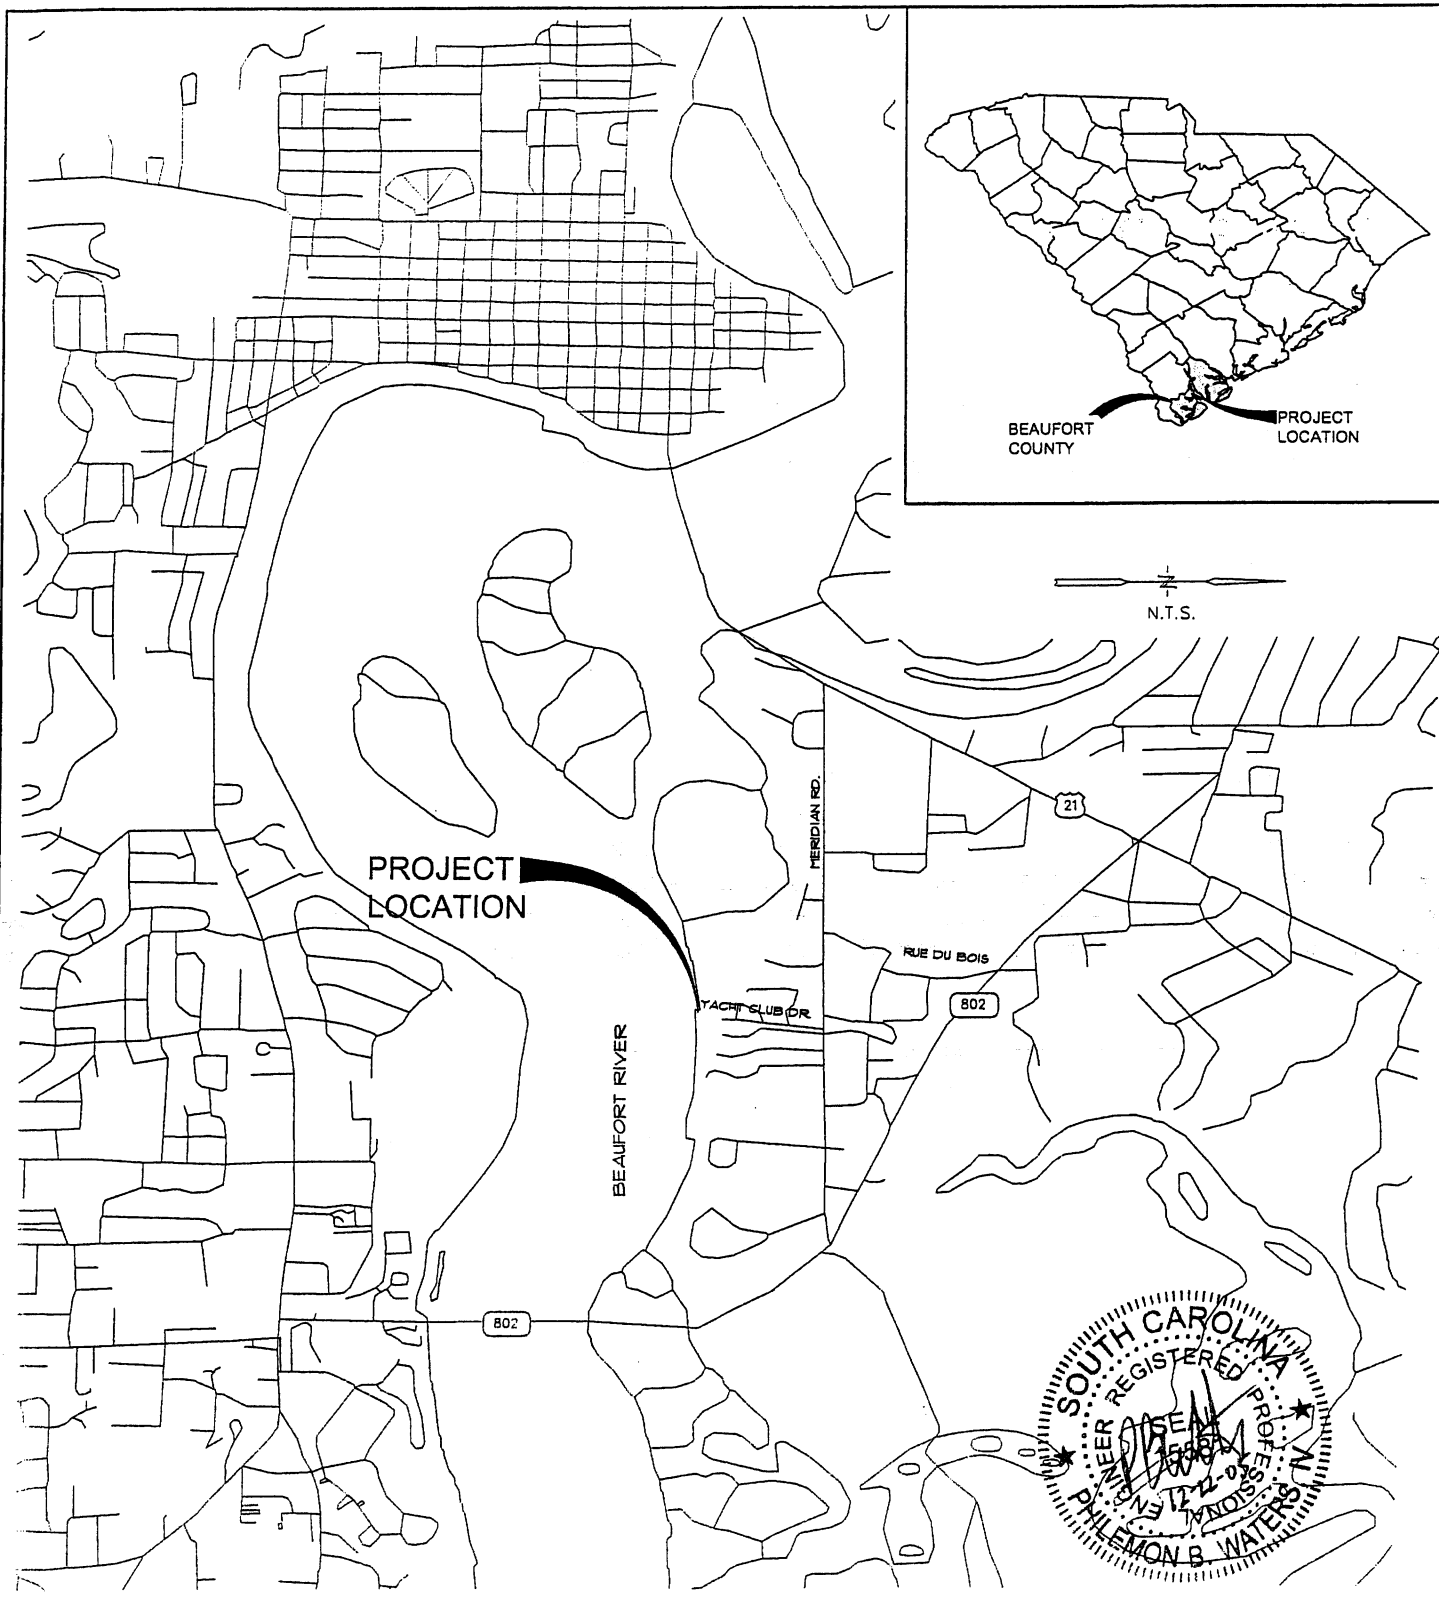 BEAUFORT
COUNTY
PROJECT
LOCATION
N
N.T.S.
MERIDIAN RD.
21
PROJECT
LOCATION
RUE DU BOIS
802
YACHT CLUB DR.
BEAUFORT RIVER
802
SOUTH CAROLINA
REGISTERED PROFESSIONAL ENGINEER
SEAL
PHILEMON B. WATERS IV